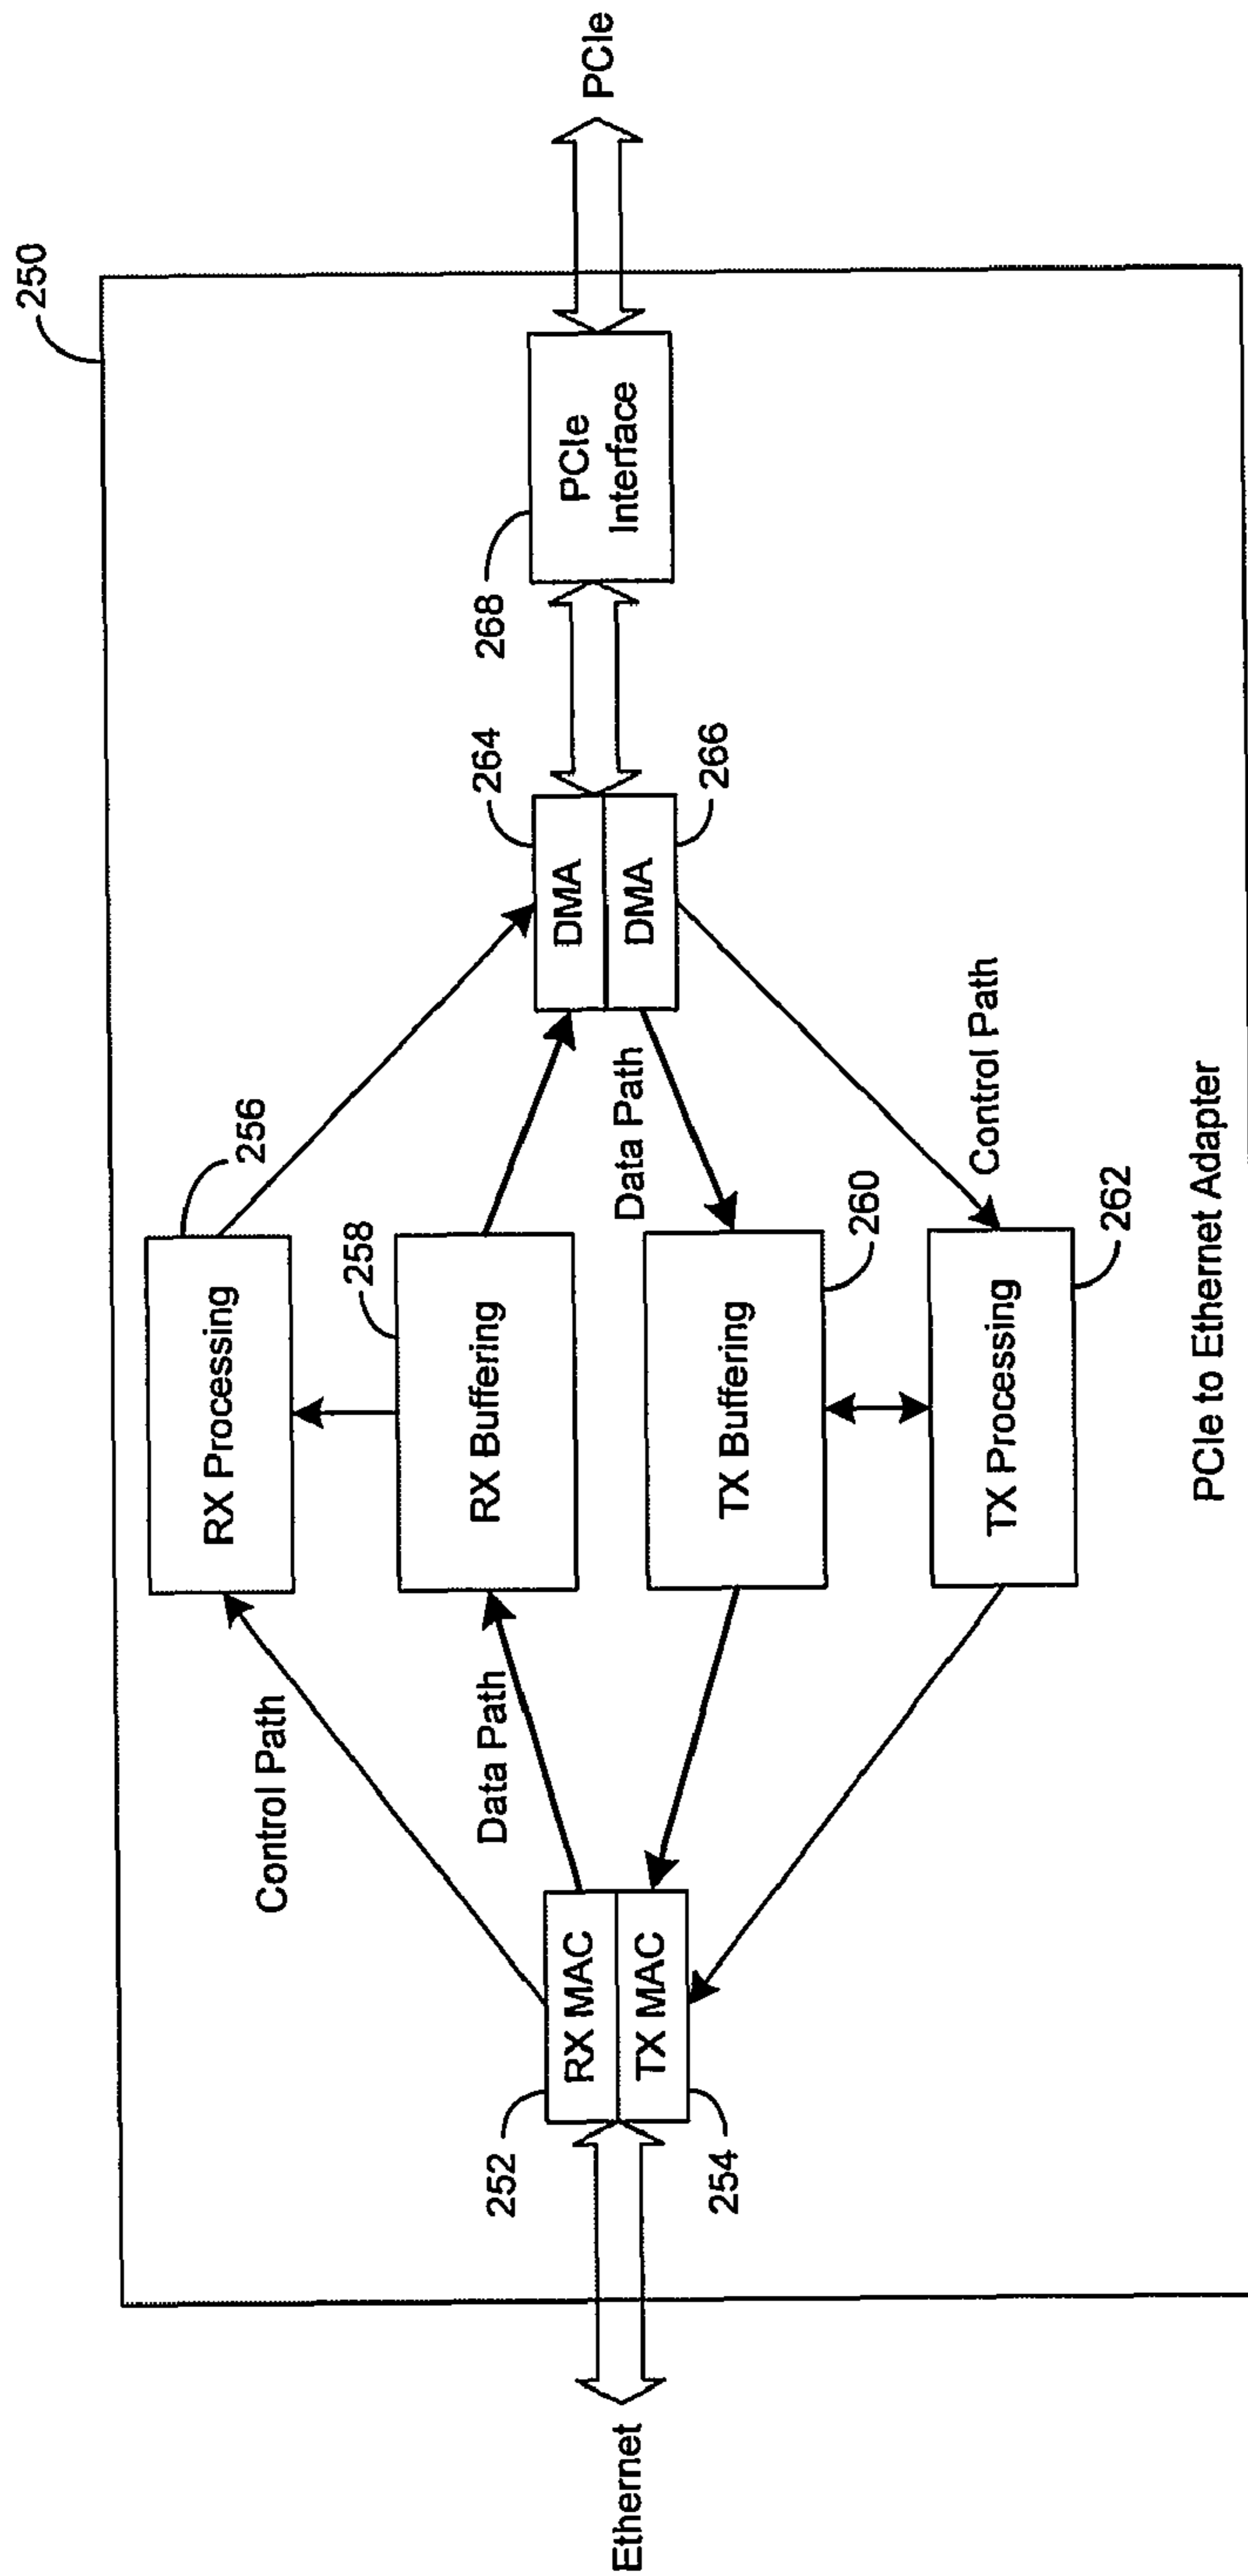 250
256
RX Processing
Control Path
258
RX Buffering
Data Path
252
RX MAC
TX MAC
254
Ethernet
264
DMA
DMA
266
268
PCIe
Interface
PCIe
Data Path
TX Buffering
260
Control Path
TX Processing
262
PCIe to Ethernet Adapter